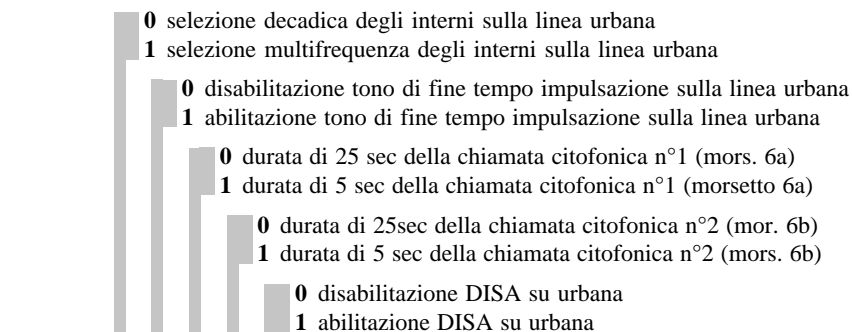 0 selezione decadica degli interni sulla linea urbana
1 selezione multifrequenza degli interni sulla linea urbana
0 disabilitazione tono di fine tempo impulsazione sulla linea urbana
1 abilitazione tono di fine tempo impulsazione sulla linea urbana
0 durata di 25 sec della chiamata citofonica n°1 (mors. 6a)
1 durata di 5 sec della chiamata citofonica n°1 (morsetto 6a)
0 durata di 25sec della chiamata citofonica n°2 (mor. 6b)
1 durata di 5 sec della chiamata citofonica n°2 (mors. 6b)
0 disabilitazione DISA su urbana
1 abilitazione DISA su urbana